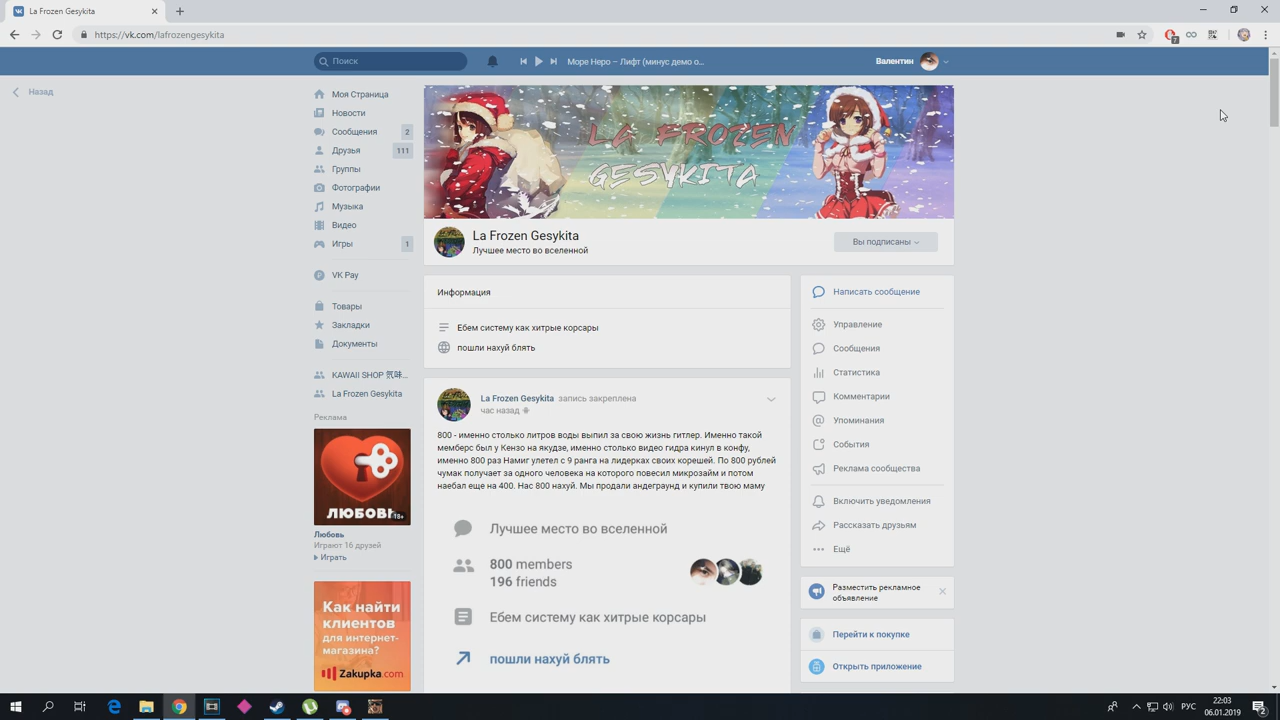 La Frozen Gesykita
https://vk.com/lafrozengesykita
7
Поиск
Море Неро – Лифт (минус демо о...
Валентин
Назад
Моя Страница
Новости
Сообщения 2
Друзья 111
Группы
Фотографии
Музыка
Видео
Игры 1
VK Pay
Товары
Закладки
Документы
KAWAII SHOP 気味...
La Frozen Gesykita
Реклама
ЛЮБОВЬ
18+
Любовь
Играют 16 друзей
Играть
Как найти
клиентов
для интернет-
магазина?
Zakupka.com
LA FROZEN
GESYKITA
La Frozen Gesykita
Лучшее место во вселенной
Вы подписаны
Информация
Ебем систему как хитрые корсары
пошли нахуй блять
La Frozen Gesykita запись закреплена
час назад
800 - именно столько литров воды выпил за свою жизнь гитлер. Именно такой
мемберс был у Кензо на якудзе, именно столько видео гидра кинул в конфу,
именно 800 раз Намиг улетел с 9 ранга на лидерках своих корешей. По 800 рублей
чумак получает за одного человека на которого повесил микрозайм и потом
наебал еще на 400. Нас 800 нахуй. Мы продали андеграунд и купили твою маму
Лучшее место во вселенной
800 members
196 friends
Ебем систему как хитрые корсары
пошли нахуй блять
Написать сообщение
Управление
Сообщения
Статистика
Комментарии
Упоминания
События
Реклама сообщества
Включить уведомления
Рассказать друзьям
Ещё
Разместить рекламное
объявление
Перейти к покупке
Открыть приложение
РУС
22:03
06.01.2019
2